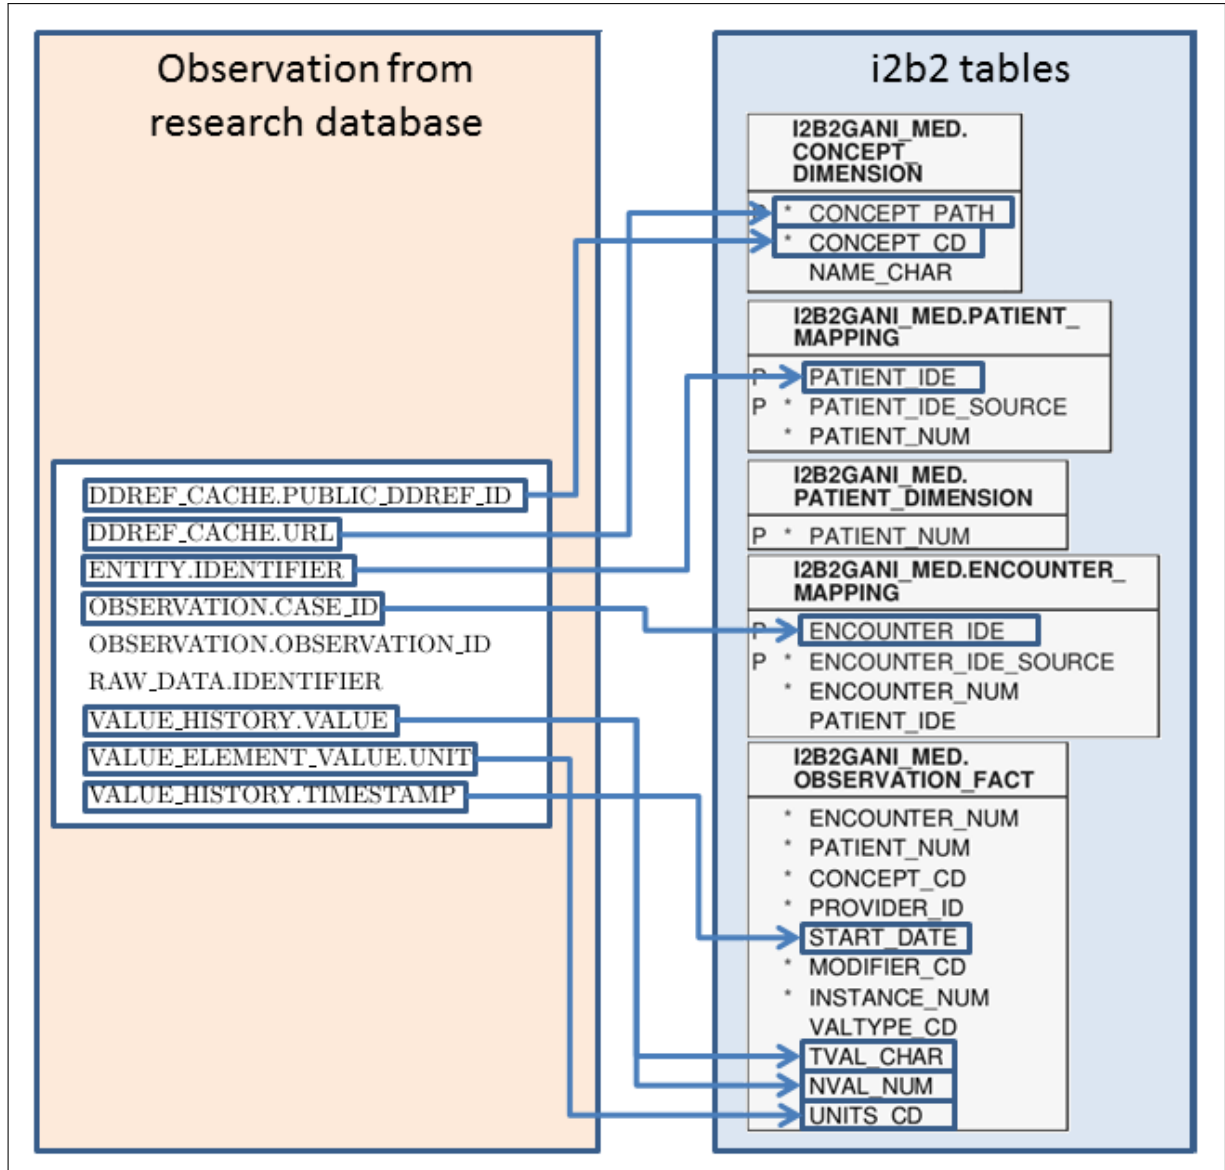 Observation from
research database
DDREF_CACHE.PUBLIC_DDREF_ID
DDREF_CACHE.URL
ENTITY.IDENTIFIER
OBSERVATION.CASE_ID
OBSERVATION.OBSERVATION_ID
RAW_DATA.IDENTIFIER
VALUE_HISTORY.VALUE
VALUE_ELEMENT_VALUE.UNIT
VALUE_HISTORY.TIMESTAMP
i2b2 tables
I2B2GANI_MED.
CONCEPT_
DIMENSION
P * CONCEPT_PATH
* CONCEPT_CD
NAME_CHAR
I2B2GANI_MED.PATIENT_
MAPPING
P PATIENT_IDE
P * PATIENT_IDE_SOURCE
* PATIENT_NUM
I2B2GANI_MED.
PATIENT_DIMENSION
P * PATIENT_NUM
I2B2GANI_MED.ENCOUNTER_
MAPPING
P ENCOUNTER_IDE
P * ENCOUNTER_IDE_SOURCE
* ENCOUNTER_NUM
PATIENT_IDE
I2B2GANI_MED.
OBSERVATION_FACT
* ENCOUNTER_NUM
* PATIENT_NUM
* CONCEPT_CD
* PROVIDER_ID
START_DATE
* MODIFIER_CD
* INSTANCE_NUM
VALTYPE_CD
TVAL_CHAR
NVAL_NUM
UNITS_CD